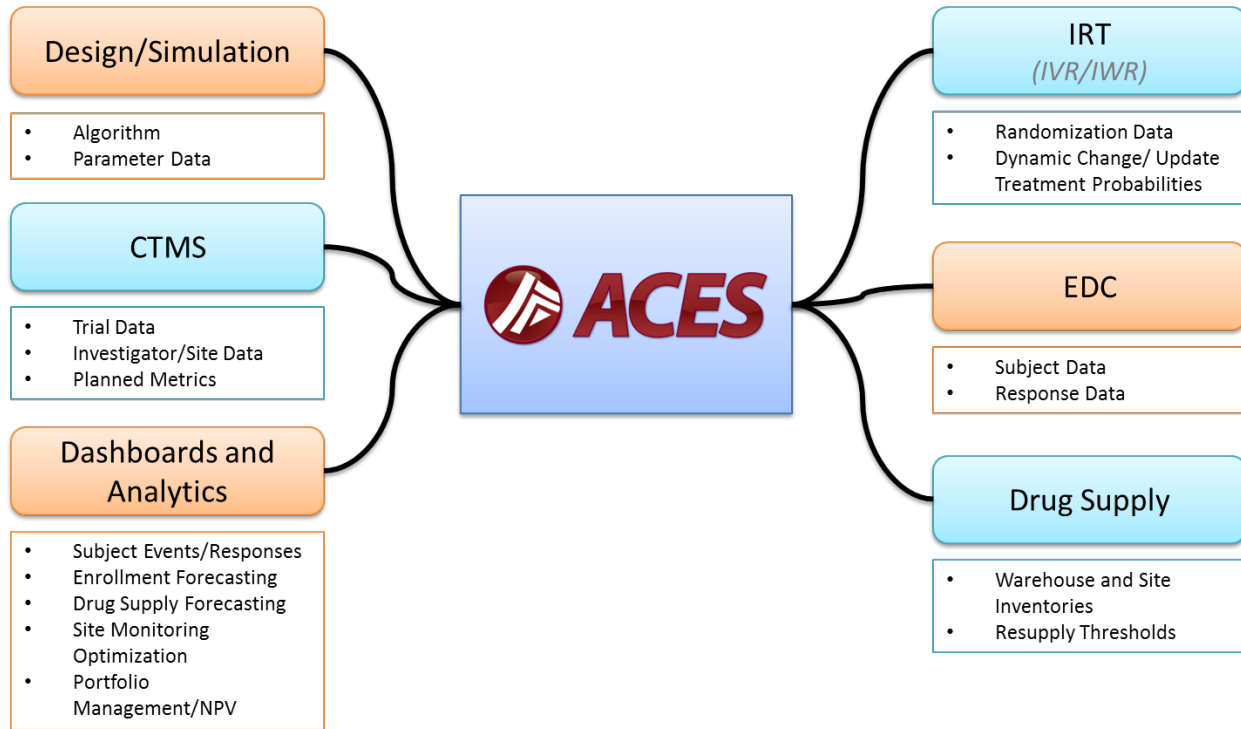 Design/Simulation
• Algorithm
• Parameter Data
CTMS
• Trial Data
• Investigator/Site Data
• Planned Metrics
Dashboards and
Analytics
• Subject Events/Responses
• Enrollment Forecasting
• Drug Supply Forecasting
• Site Monitoring
Optimization
• Portfolio
Management/NPV
ACES
IRT
(IVR/IWR)
• Randomization Data
• Dynamic Change/ Update
Treatment Probabilities
EDC
• Subject Data
• Response Data
Drug Supply
• Warehouse and Site
Inventories
• Resupply Thresholds